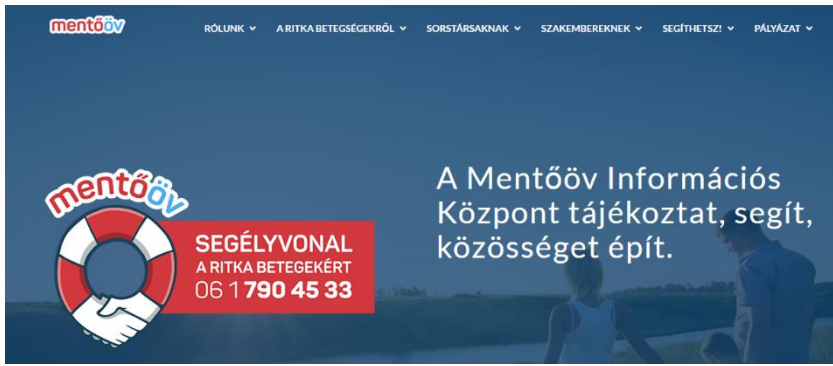 mentőöv
RÓLUNK
A RITKA BETEGSÉGEKRŐL
SORSTÁRSAKNAK
SZAKEMBEREKNEK
SEGÍTHETSZ!
PÁLYÁZAT
mentőöv
SEGÉLYVONAL
A RITKA BETEGEKÉRT
06 1 790 45 33
A Mentőöv Információs
Központ tájékoztat, segít,
közösséget épít.